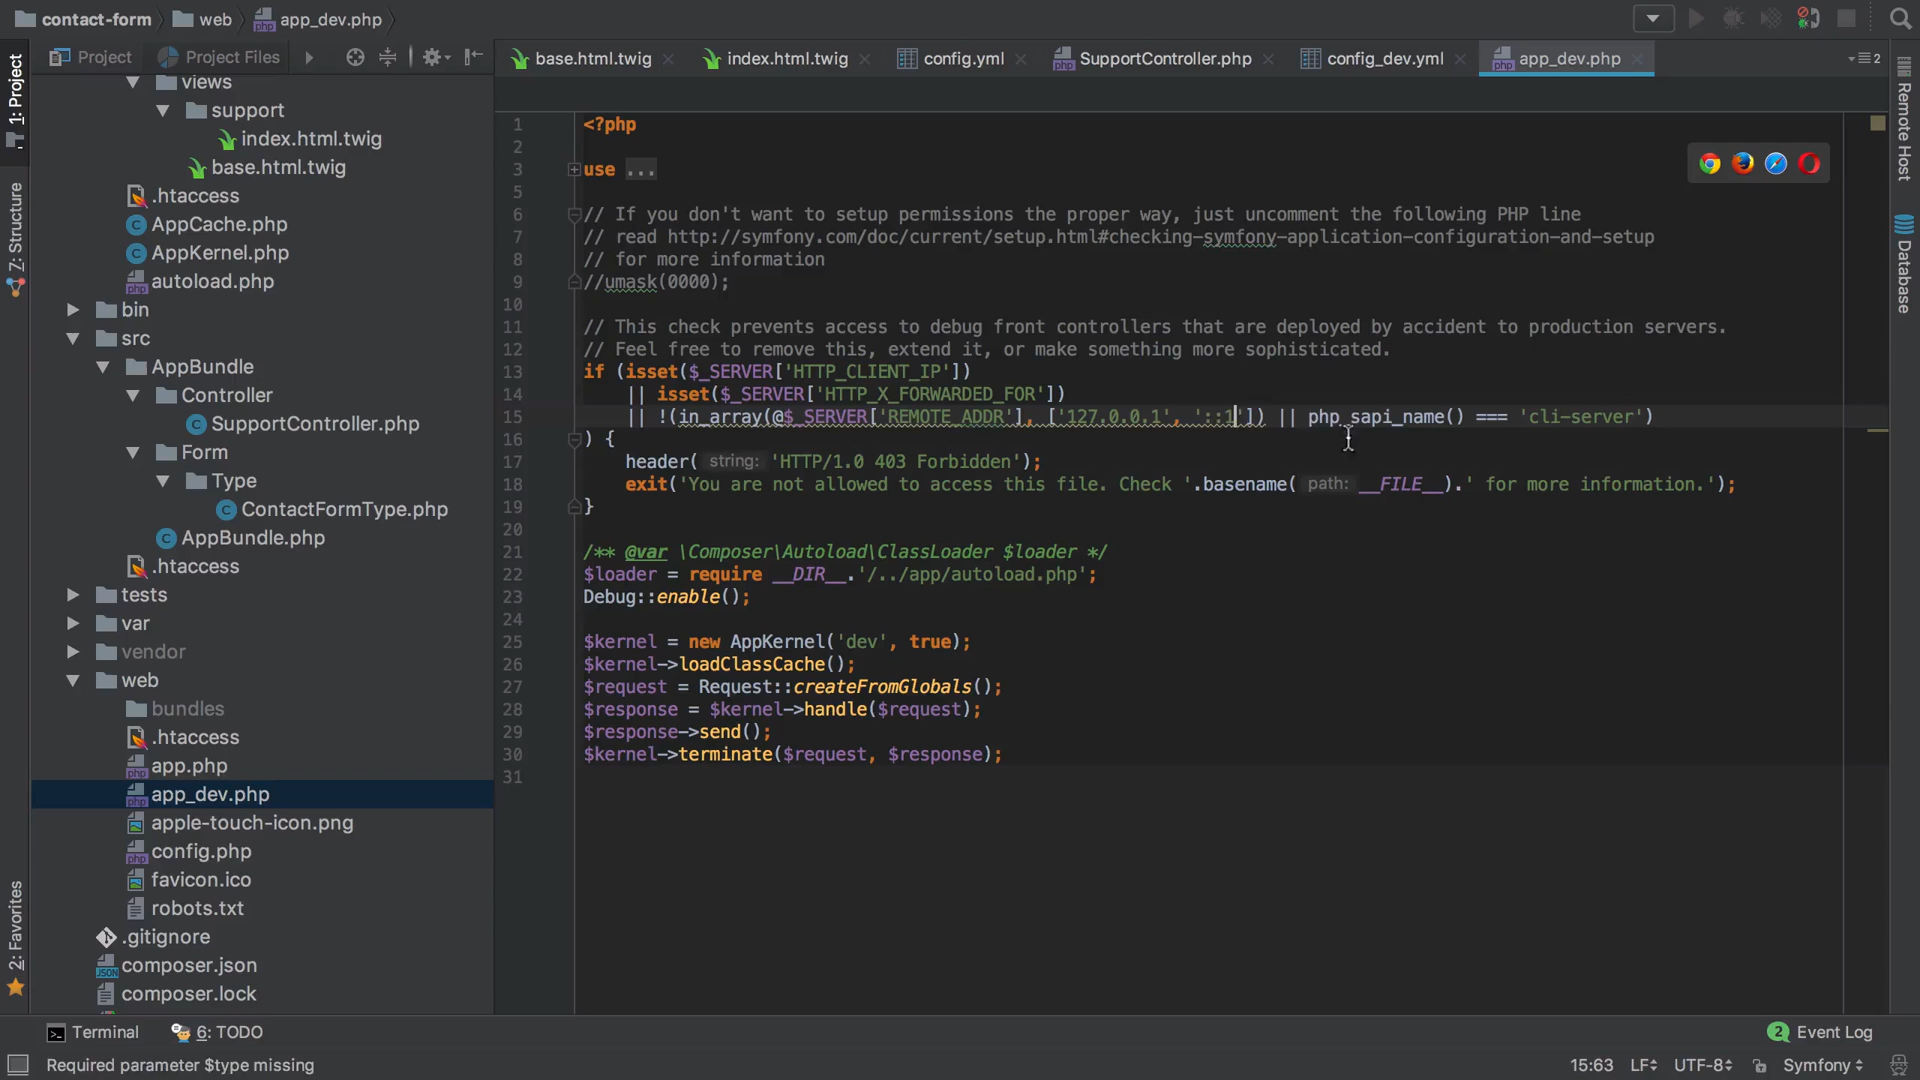 contact-form
web
app_dev.php
Project
Project Files
base.html.twig
index.html.twig
config.yml
SupportController.php
config_dev.yml
app_dev.php
2
1: Project
Z: Structure
2: Favorites
views
support
index.html.twig
base.html.twig
.htaccess
AppCache.php
AppKernel.php
autoload.php
bin
src
AppBundle
Controller
SupportController.php
Form
Type
ContactFormType.php
AppBundle.php
.htaccess
tests
var
vendor
web
bundles
.htaccess
app.php
app_dev.php
apple-touch-icon.png
config.php
favicon.ico
robots.txt
.gitignore
composer.json
composer.lock
1 <?php
2
3 use ...
5
6 // If you don't want to setup permissions the proper way, just uncomment the following PHP line
7 // read http://symfony.com/doc/current/setup.html#checking-symfony-application-configuration-and-setup
8 // for more information
9 //umask(0000);
10
11 // This check prevents access to debug front controllers that are deployed by accident to production servers.
12 // Feel free to remove this, extend it, or make something more sophisticated.
13 if (isset($_SERVER['HTTP_CLIENT_IP'])
14 || isset($_SERVER['HTTP_X_FORWARDED_FOR'])
15 || !(in_array(@$_SERVER['REMOTE_ADDR'], ['127.0.0.1', '::1']) || php_sapi_name() === 'cli-server')
16 ) {
17 header( string: 'HTTP/1.0 403 Forbidden');
18 exit('You are not allowed to access this file. Check '.basename( path: __FILE__).' for more information.');
19 }
20
21 /** @var \Composer\Autoload\ClassLoader $loader */
22 $loader = require __DIR__.'/../app/autoload.php';
23 Debug::enable();
24
25 $kernel = new AppKernel('dev', true);
26 $kernel->loadClassCache();
27 $request = Request::createFromGlobals();
28 $response = $kernel->handle($request);
29 $response->send();
30 $kernel->terminate($request, $response);
31
Remote Host
Database
Terminal
6: TODO
2 Event Log
Required parameter $type missing
15:63 LF UTF-8 Symfony